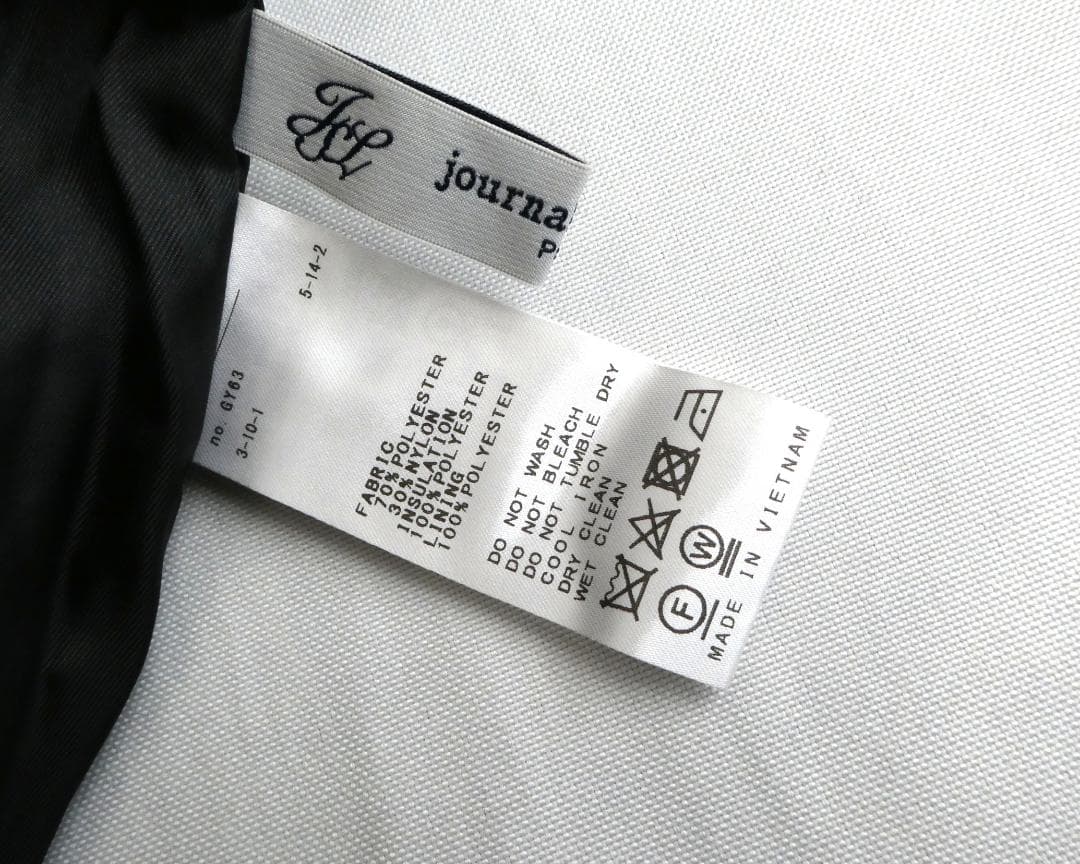 JCL
journa
P
no. GY63
3-10-1
5-14-2
FABRIC
70%POLYESTER
30%NYLON
INSULATION
100%POLYESTER
LINING
100%POLYESTER
DO NOT WASH
DO NOT BLEACH
DO NOT TUMBLE DRY
COOL IRON
DRY CLEAN
WET CLEAN
F
W
MADE IN VIETNAM